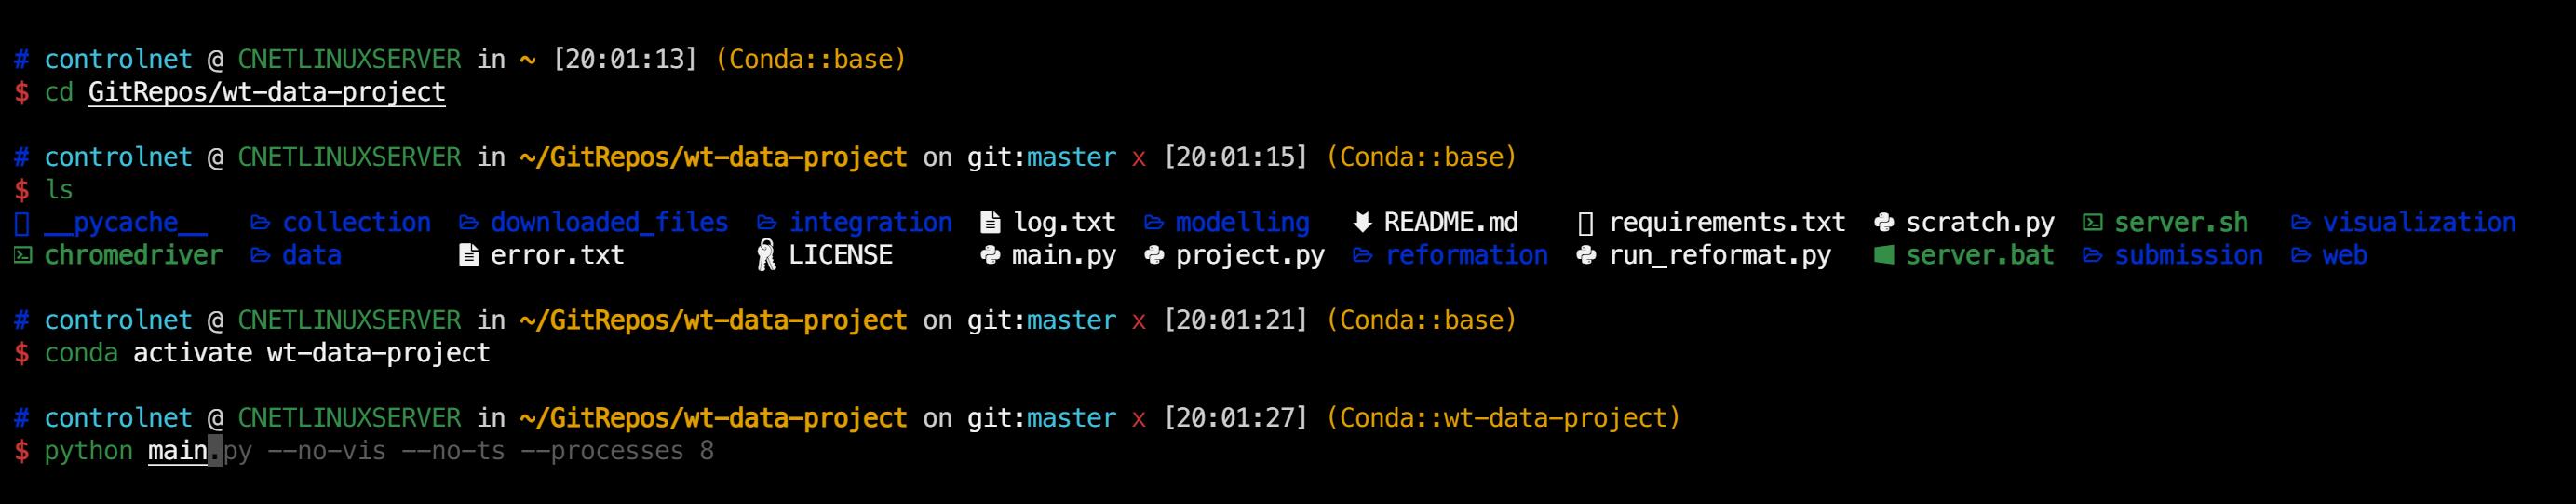 # controlnet @ CNETLINUXSERVER in ~ [20:01:13] (Conda::base)
$ cd GitRepos/wt-data-project
# controlnet @ CNETLINUXSERVER in ~/GitRepos/wt-data-project on git:master x [20:01:15] (Conda::base)
$ ls
__pycache__ collection downloaded_files integration log.txt modelling README.md requirements.txt scratch.py server.sh visualization
chromedriver data error.txt LICENSE main.py project.py reformation run_reformat.py server.bat submission web
# controlnet @ CNETLINUXSERVER in ~/GitRepos/wt-data-project on git:master x [20:01:21] (Conda::base)
$ conda activate wt-data-project
# controlnet @ CNETLINUXSERVER in ~/GitRepos/wt-data-project on git:master x [20:01:27] (Conda::wt-data-project)
$ python main.py --no-vis --no-ts --processes 8